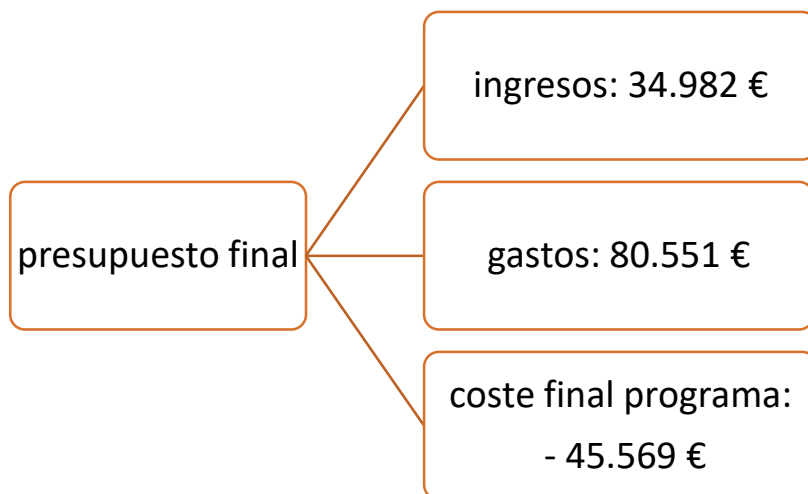 presupuesto final
ingresos: 34.982 €
gastos: 80.551 €
coste final programa:
- 45.569 €